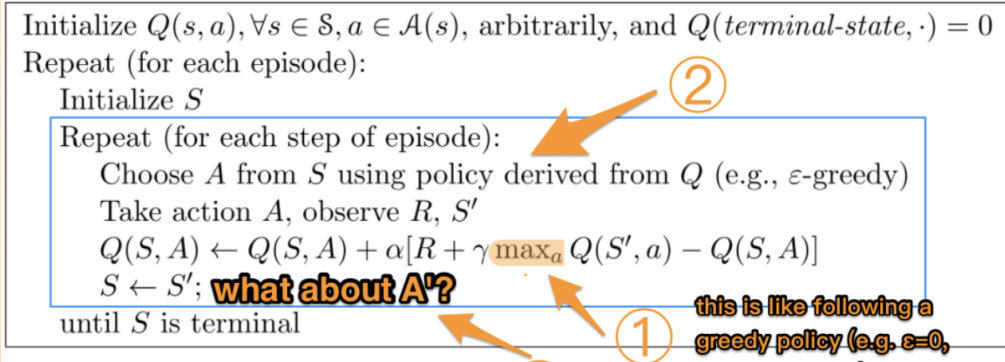 Initialize Q(s, a), ∀s ∈ 𝒮, a ∈ 𝒜(s), arbitrarily, and Q(terminal-state, ·) = 0
Repeat (for each episode):
Initialize S
②
Repeat (for each step of episode):
Choose A from S using policy derived from Q (e.g., ε-greedy)
Take action A, observe R, S′
Q(S, A) ← Q(S, A) + α[R + γ maxₐ Q(S′, a) − Q(S, A)]
S ← S′; what about A'?
until S is terminal
①
this is like following a
greedy policy (e.g. ε=0,